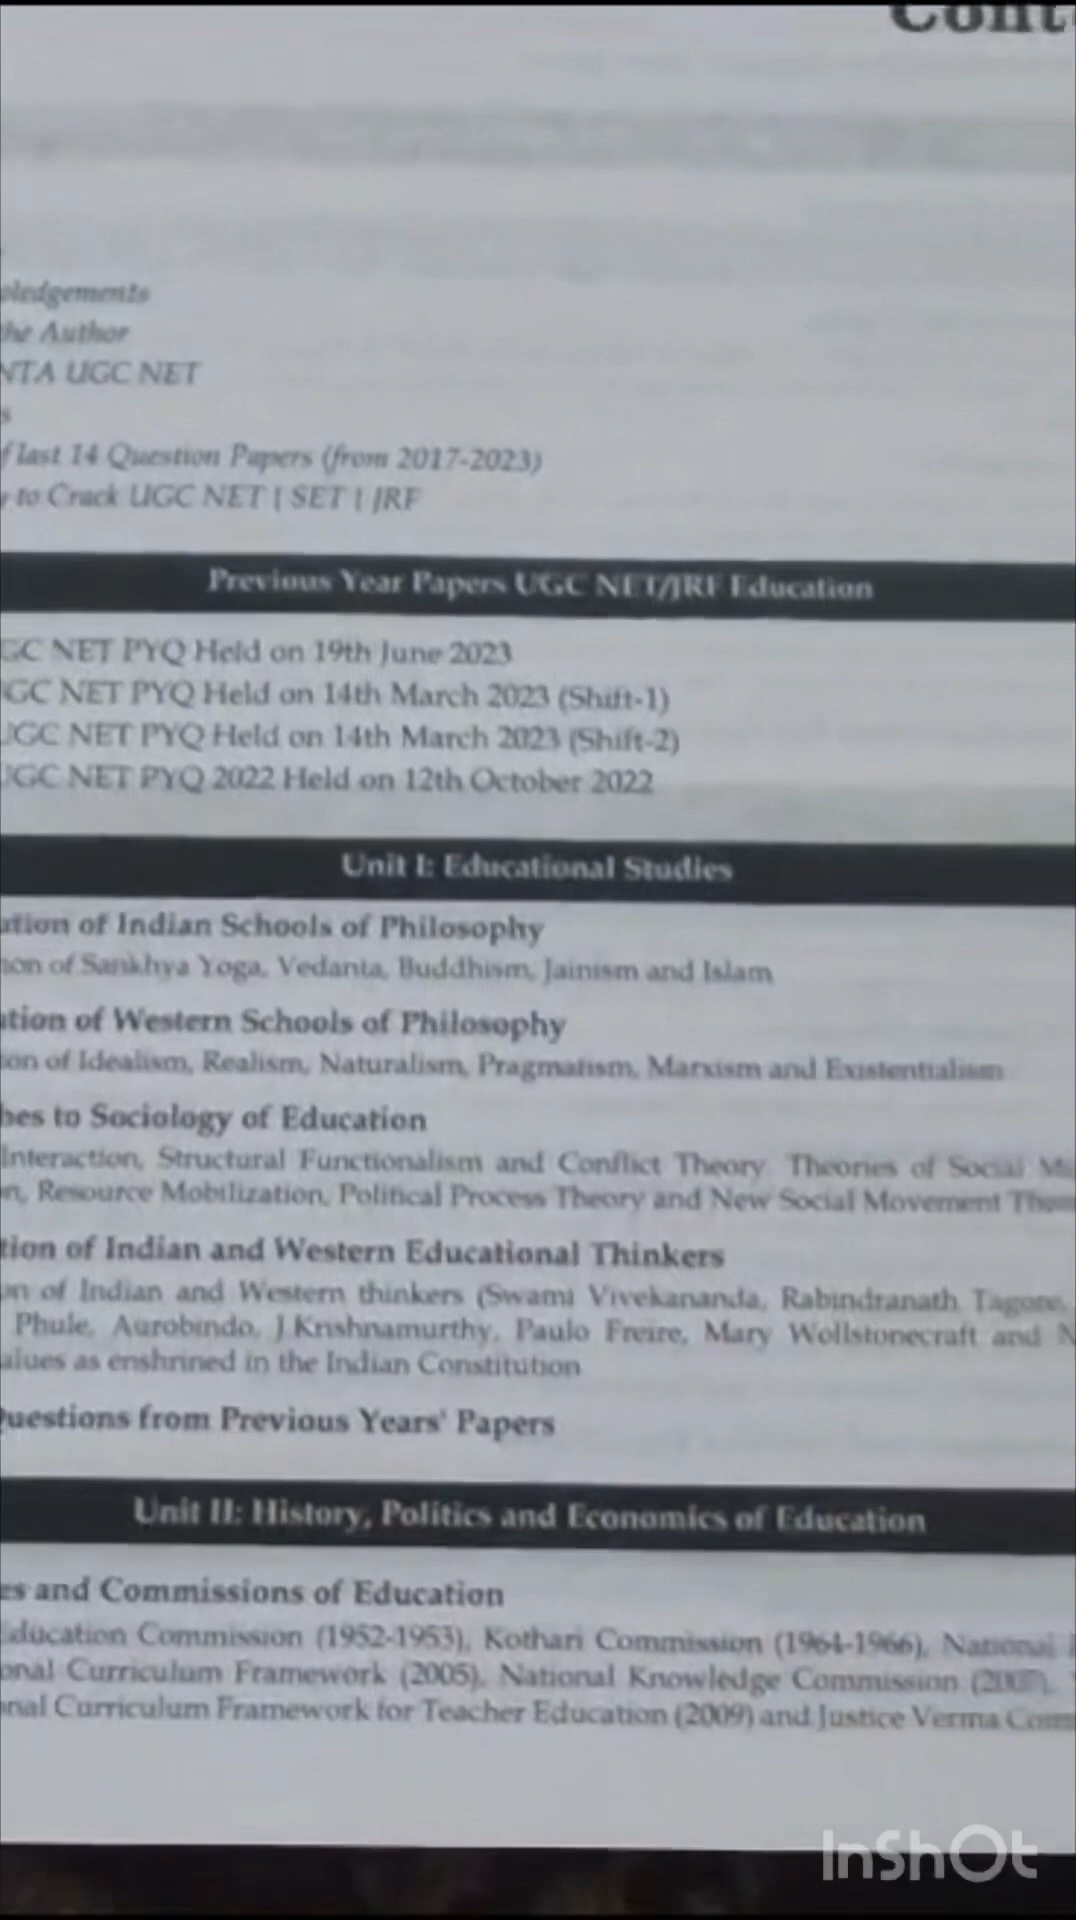 Cont
ledgements
the Author
NTA UGC NET
s
f last 14 Question Papers (from 2017-2023)
y to Crack UGC NET | SET | JRF
Previous Year Papers UGC NET/JRF Education
GC NET PYQ Held on 19th June 2023
UGC NET PYQ Held on 14th March 2023 (Shift-1)
UGC NET PYQ Held on 14th March 2023 (Shift-2)
UGC NET PYQ 2022 Held on 12th October 2022
Unit I: Educational Studies
ation of Indian Schools of Philosophy
ion of Sankhya Yoga, Vedanta, Buddhism, Jainism and Islam
ution of Western Schools of Philosophy
on of Idealism, Realism, Naturalism, Pragmatism, Marxism and Existentialism
hes to Sociology of Education
Interaction, Structural Functionalism and Conflict Theory Theories of Social M
n, Resource Mobilization, Political Process Theory and New Social Movement
tion of Indian and Western Educational Thinkers
on of Indian and Western thinkers (Swami Vivekananda, Rabindranath Tagore,
Phule, Aurobindo, J.Krishnamurthy, Paulo Freire, Mary Wollstonecraft and N
alues as enshrined in the Indian Constitution
Questions from Previous Years' Papers
Unit II: History, Politics and Economics of Education
es and Commissions of Education
Education Commission (1952-1953), Kothari Commission (1964-1966), National
onal Curriculum Framework (2005), National Knowledge Commission (2007),
nal Curriculum Framework for Teacher Education (2009) and Justice Verma Com
InShOt